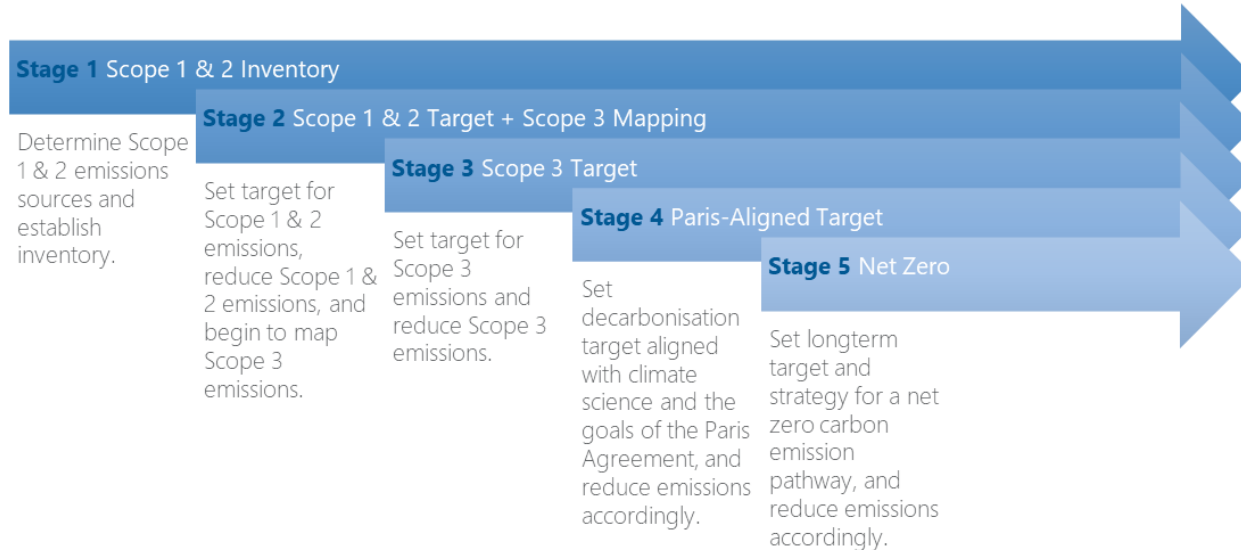 Stage 1 Scope 1 & 2 Inventory
Determine Scope
1 & 2 emissions
sources and
establish
inventory.
Stage 2 Scope 1 & 2 Target + Scope 3 Mapping
Set target for
Scope 1 & 2
emissions,
reduce Scope 1 &
2 emissions, and
begin to map
Scope 3
emissions.
Stage 3 Scope 3 Target
Set target for
Scope 3
emissions and
reduce Scope 3
emissions.
Stage 4 Paris-Aligned Target
Set
decarbonisation
target aligned
with climate
science and the
goals of the Paris
Agreement, and
reduce emissions
accordingly.
Stage 5 Net Zero
Set longterm
target and
strategy for a net
zero carbon
emission
pathway, and
reduce emissions
accordingly.